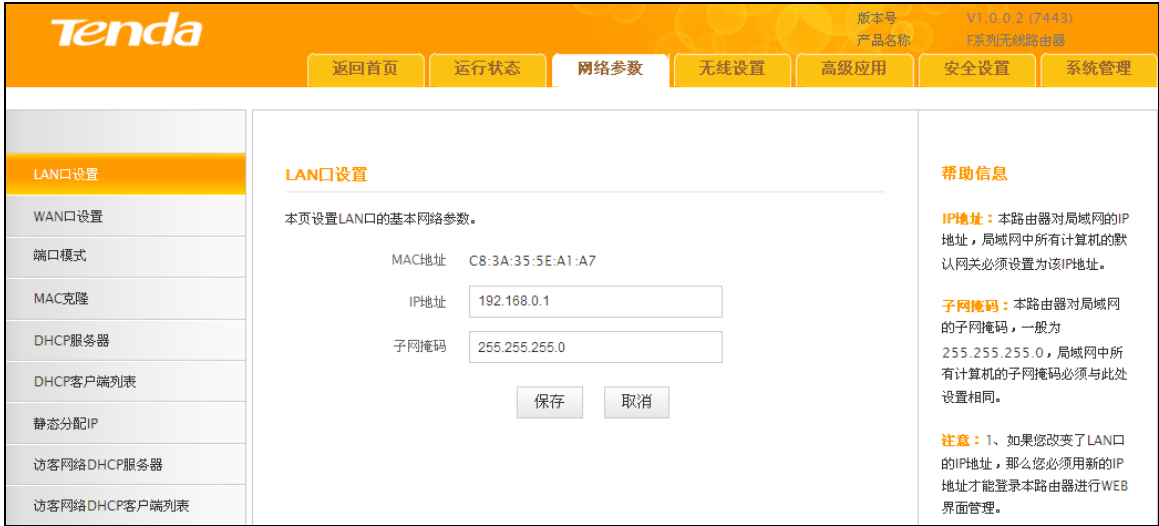 Tenda
版本号 V1.0.0.2 (7443)
产品名称 F系列无线路由器
返回首页 运行状态 网络参数 无线设置 高级应用 安全设置 系统管理
LAN口设置
WAN口设置
端口模式
MAC克隆
DHCP服务器
DHCP客户端列表
静态分配IP
访客网络DHCP服务器
访客网络DHCP客户端列表
LAN口设置
本页设置LAN口的基本网络参数。
MAC地址 C8:3A:35:5E:A1:A7
IP地址 192.168.0.1
子网掩码 255.255.255.0
保存 取消
帮助信息
IP地址：本路由器对局域网的IP
地址，局域网中所有计算机的默
认网关必须设置为该IP地址。
子网掩码：本路由器对局域网
的子网掩码，一般为
255.255.255.0，局域网中所
有计算机的子网掩码必须与此处
设置相同。
注意：1、如果您改变了LAN口
的IP地址，那么您必须用新的IP
地址才能登录本路由器进行WEB
界面管理。